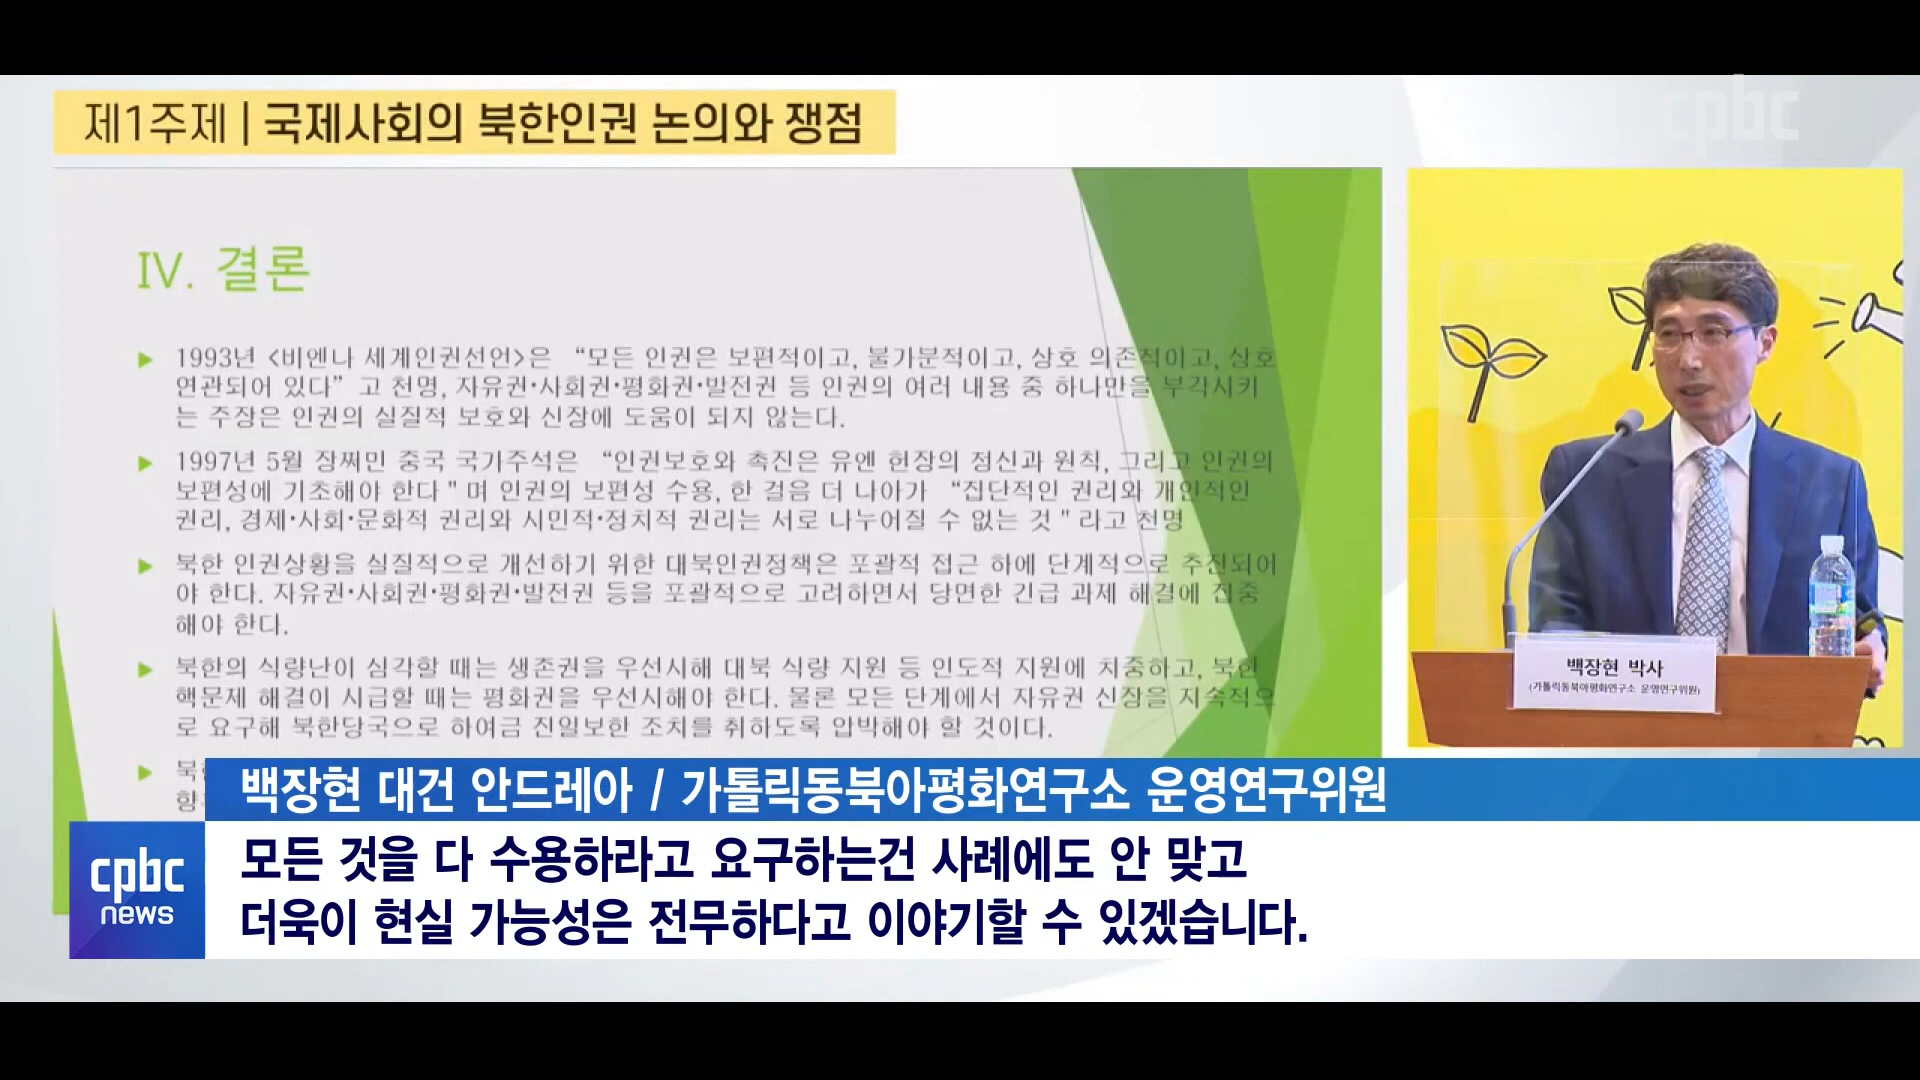 cpbc
제1주제 | 국제사회의 북한인권 논의와 쟁점
IV. 결론
▶ 1993년 <비엔나 세계인권선언>은 “모든 인권은 보편적이고, 불가분적이고, 상호 의존적이고, 상호
연관되어 있다” 고 천명, 자유권·사회권·평화권·발전권 등 인권의 여러 내용 중 하나만을 부각시키
는 주장은 인권의 실질적 보호와 신장에 도움이 되지 않는다.
▶ 1997년 5월 장쩌민 중국 국가주석은 “인권보호와 촉진은 유엔 헌장의 정신과 원칙, 그리고 인권의
보편성에 기초해야 한다"며 인권의 보편성 수용, 한 걸음 더 나아가 “집단적인 권리와 개인적인
권리, 경제·사회·문화적 권리와 시민적·정치적 권리는 서로 나누어질 수 없는 것"라고 천명
▶ 북한 인권상황을 실질적으로 개선하기 위한 대북인권정책은 포괄적 접근 하에 단계적으로 추진되어
야 한다. 자유권·사회권·평화권·발전권 등을 포괄적으로 고려하면서 당면한 긴급 과제 해결에 집중
해야 한다.
▶ 북한의 식량난이 심각할 때는 생존권을 우선시해 대북 식량 지원 등 인도적 지원에 치중하고, 북한
핵문제 해결이 시급할 때는 평화권을 우선시해야 한다. 물론 모든 단계에서 자유권 신장을 지속적으
로 요구해 북한당국으로 하여금 진일보한 조치를 취하도록 압박해야 할 것이다.
백장현 박사
(가톨릭동북아평화연구소 운영연구위원)
백장현 대건 안드레아 / 가톨릭동북아평화연구소 운영연구위원
cpbc
news
모든 것을 다 수용하라고 요구하는건 사례에도 안 맞고
더욱이 현실 가능성은 전무하다고 이야기할 수 있겠습니다.